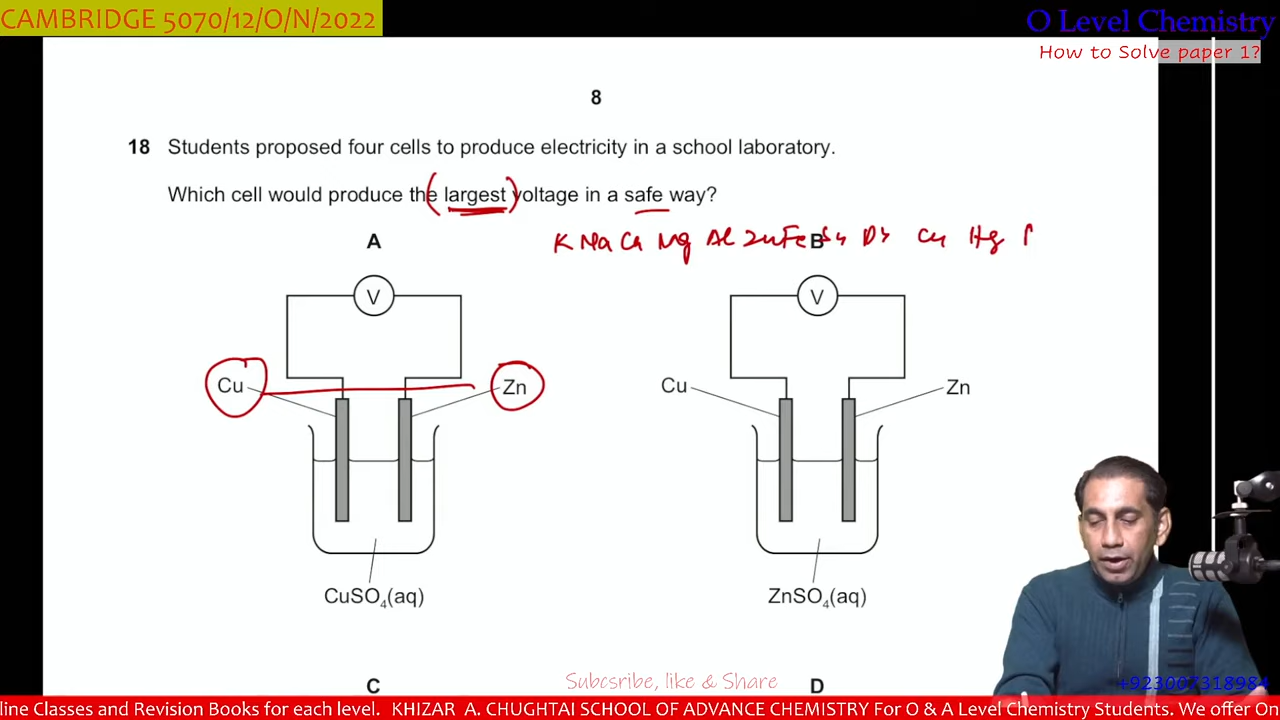 CAMBRIDGE 5070/12/O/N/2022
O Level Chemistry
How to Solve paper 1?
8
18 Students proposed four cells to produce electricity in a school laboratory.
Which cell would produce the (largest) voltage in a safe way?
A
B
K Na Ca Mg Al Zn Fe Cu Hg
V
V
Cu
Zn
Cu
Zn
CuSO₄(aq)
ZnSO₄(aq)
C
D
Subcsribe, like & Share
+923007318984
line Classes and Revision Books for each level. KHIZAR A. CHUGHTAI SCHOOL OF ADVANCE CHEMISTRY For O & A Level Chemistry Students. We offer On